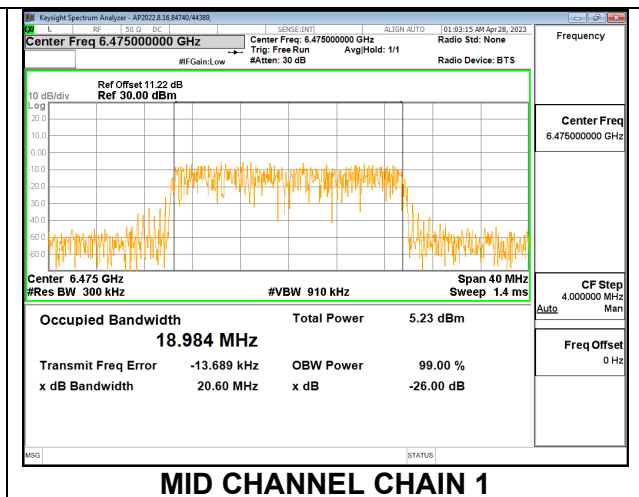 Keysight Spectrum Analyzer - AP2022.8.16,84740/44389,
LXI L RF 50 Ω DC SENSE:INT ALIGN AUTO 01:03:15 AM Apr 28, 2023
Center Freq 6.475000000 GHz
Center Freq: 6.475000000 GHz Radio Std: None
Trig: Free Run Avg|Hold: 1/1
#IFGain:Low #Atten: 30 dB Radio Device: BTS
Frequency
Ref Offset 11.22 dB
10 dB/div Ref 30.00 dBm
Log
20.0
10.0
0.00
-10.0
-20.0
-30.0
-40.0
-50.0
-60.0
Center Freq
6.475000000 GHz
Center 6.475 GHz Span 40 MHz
#Res BW 300 kHz #VBW 910 kHz Sweep 1.4 ms
CF Step
4.000000 MHz
Auto Man
Occupied Bandwidth Total Power 5.23 dBm
18.984 MHz
Freq Offset
0 Hz
Transmit Freq Error -13.689 kHz OBW Power 99.00 %
x dB Bandwidth 20.60 MHz x dB -26.00 dB
MSG STATUS
MID CHANNEL CHAIN 1